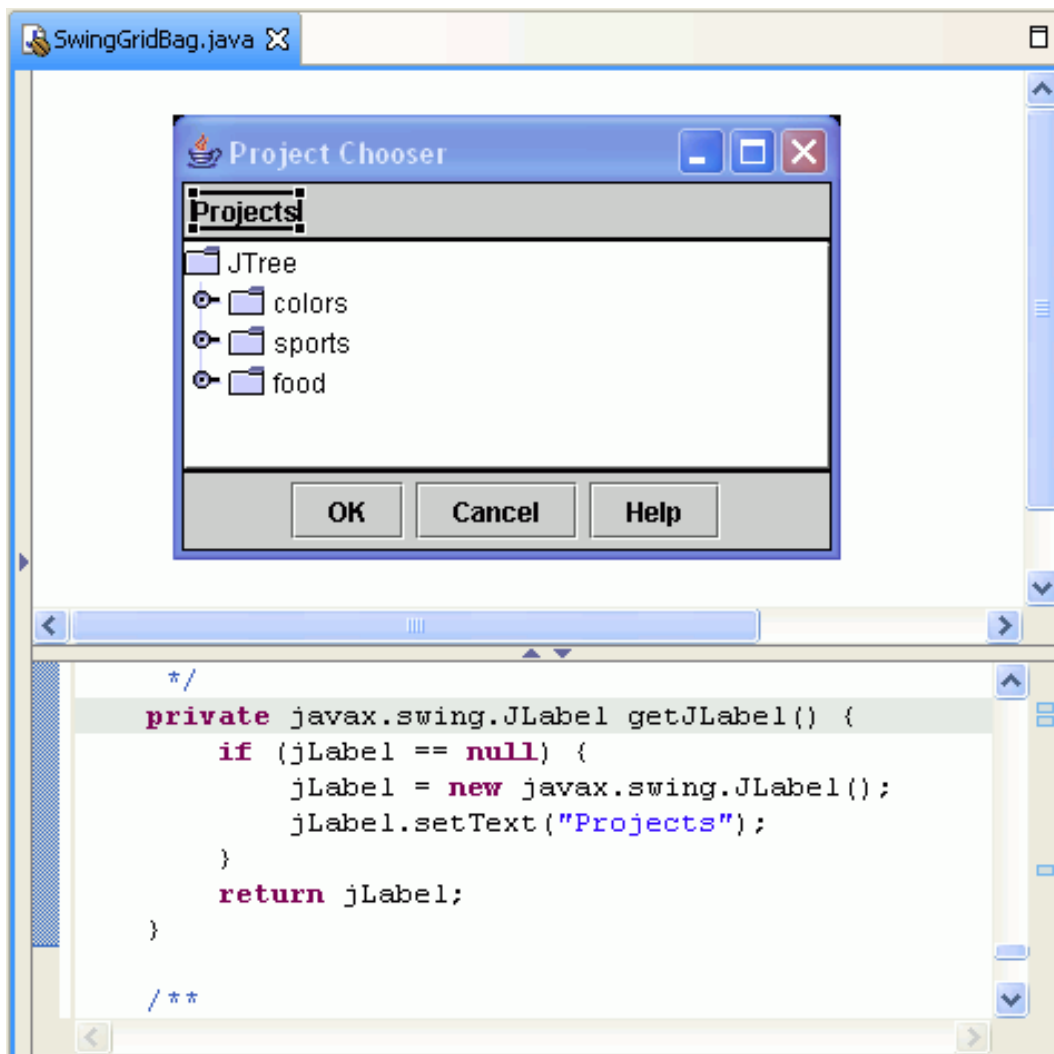 SwingGridBag.java
Project Chooser
Projects
JTree
colors
sports
food
OK Cancel Help
*/
private javax.swing.JLabel getJLabel() {
if (jLabel == null) {
jLabel = new javax.swing.JLabel();
jLabel.setText("Projects");
}
return jLabel;
}
/**